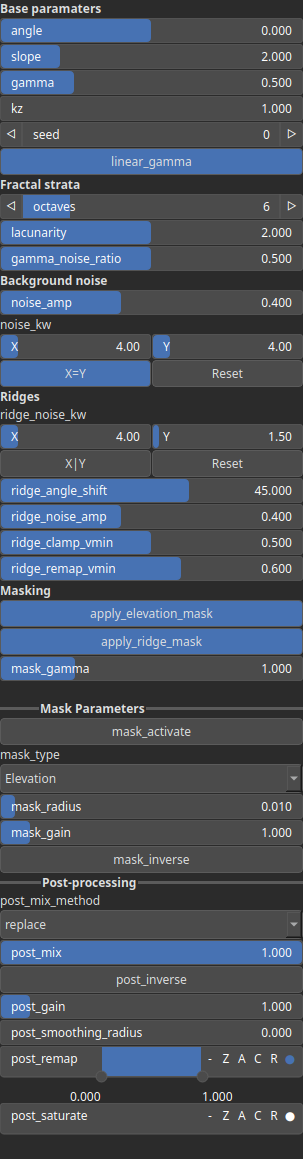 Base paramaters
angle 0.000
slope 2.000
gamma 0.500
kz 1.000
seed 0
linear_gamma
Fractal strata
octaves 6
lacunarity 2.000
gamma_noise_ratio 0.500
Background noise
noise_amp 0.400
noise_kw
X 4.00 Y 4.00
X=Y Reset
Ridges
ridge_noise_kw
X 4.00 Y 1.50
X|Y Reset
ridge_angle_shift 45.000
ridge_noise_amp 0.400
ridge_clamp_vmin 0.500
ridge_remap_vmin 0.600
Masking
apply_elevation_mask
apply_ridge_mask
mask_gamma 1.000
Mask Parameters
mask_activate
mask_type
Elevation
mask_radius 0.010
mask_gain 1.000
mask_inverse
Post-processing
post_mix_method
replace
post_mix 1.000
post_inverse
post_gain 1.000
post_smoothing_radius 0.000
post_remap - Z A C R
0.000 1.000
post_saturate - Z A C R